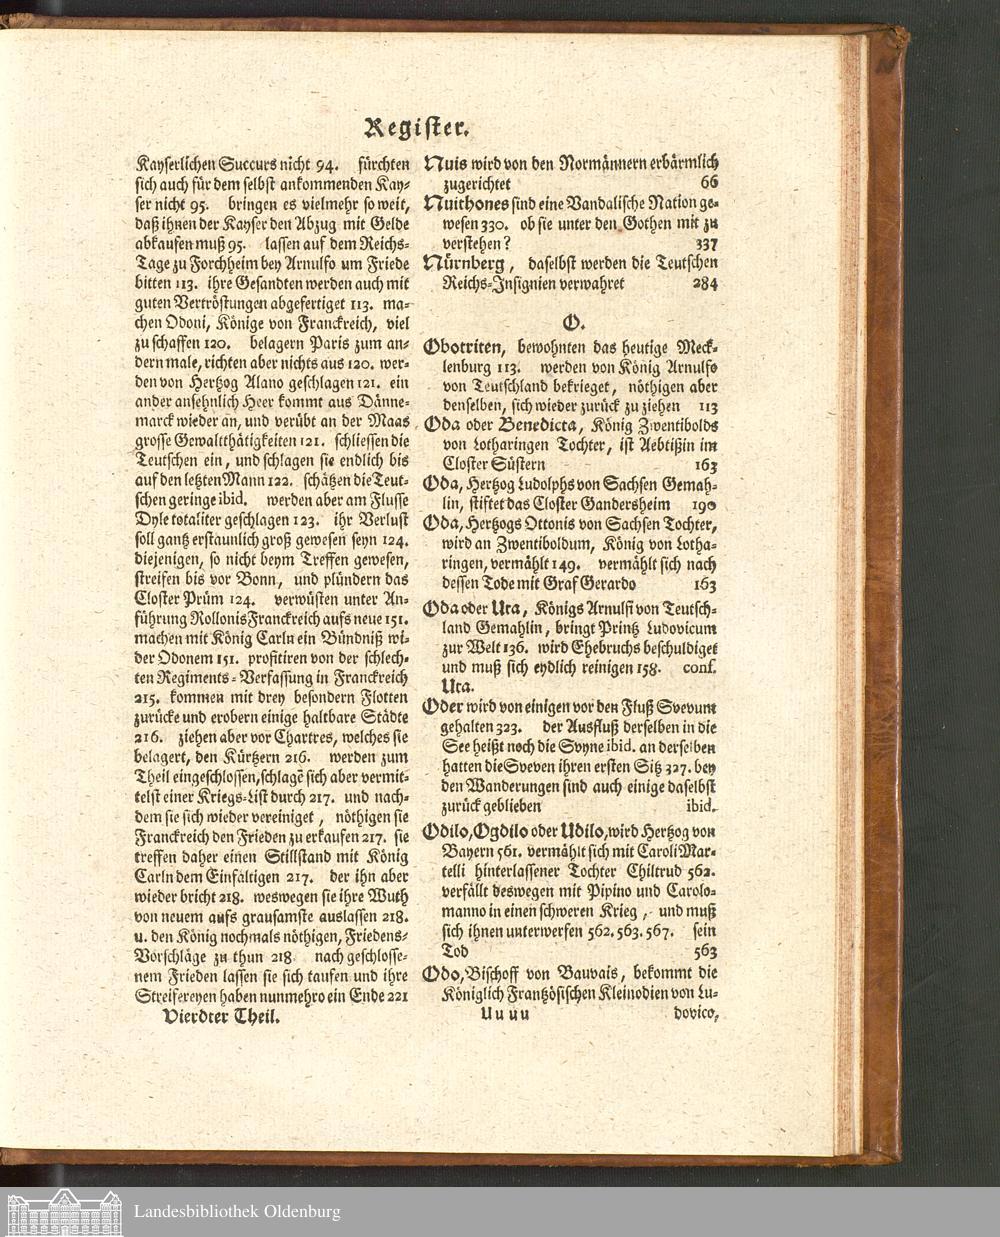 Register.
Kayserlichen Succurs nicht 94. fürchten
sich auch für dem selbst ankommenden Kay-
ser nicht 95. bringen es vielmehr so weit,
daß ihnen der Kayser den Abzug mit Gelde
abkaufen muß 95. lassen auf dem Reichs-
Tage zu Forchheim bey Arnulfo um Friede
bitten 113. ihre Gesandten werden auch mit
guten Vertröstungen abgefertiget 113. ma-
chen Odoni, Könige von Franckreich, viel
zu schaffen 120. belagern Paris zum an-
dern male, richten aber nichts aus 120. wer-
den von Hertzog Alano geschlagen 121. ein
ander ansehnlich Heer kommt aus Dänne-
marck wieder an, und verübt an der Maas
grosse Gewaltthätigkeiten 121. schliessen die
Teutschen ein, und schlagen sie endlich bis
auf den letzten Mann 122. schätzen die Teut-
schen geringe ibid. werden aber am Flusse
Dyle totaliter geschlagen 123. ihr Verlust
soll gantz erstaunlich groß gewesen seyn 124.
diejenigen, so nicht beym Treffen gewesen,
streifen bis vor Bonn, und plündern das
Closter Prüm 124. verwüsten unter An-
führung Rollonis Franckreich aufs neue 151.
machen mit König Carln ein Bündniß wi-
der Odonem 151. profitiren von der schlech-
ten Regiments-Verfassung in Franckreich
215. kommen mit drey besondern Flotten
zurücke und erobern einige haltbare Städte
216. ziehen aber vor Chartres, welches sie
belagert, den Kürtzern 216. werden zum
Theil eingeschlossen, schlagē sich aber vermit-
telst einer Kriegs-List durch 217. und nach-
dem sie sich wieder vereiniget, nöthigen sie
Franckreich den Frieden zu erkaufen 217. sie
treffen daher einen Stillstand mit König
Carln dem Einfältigen 217. der ihn aber
wieder bricht 218. weswegen sie ihre Wuth
von neuem aufs grausamste auslassen 218.
u. den König nochmals nöthigen, Friedens-
Vorschläge zu thun 218 nach geschlosse-
nem Frieden lassen sie sich taufen und ihre
Streifereyen haben nunmehro ein Ende 221
Vierdter Theil.
Nuis wird von den Normännern erbärmlich
zugerichtet 66
Nuithones sind eine Vandalische Nation ge-
wesen 330. ob sie unter den Gothen mit zu
verstehen? 337
Nürnberg, daselbst werden die Teutschen
Reichs-Insignien verwahret 284
O.
Obotriten, bewohnten das heutige Meck-
lenburg 113. werden von König Arnulfo
von Teutschland bekrieget, nöthigen aber
denselben, sich wieder zurück zu ziehen 113
Oda oder Benedicta, König Zwentibolds
von Lotharingen Tochter, ist Aebtißin im
Closter Süstern 163
Oda, Hertzog Ludolphs von Sachsen Gemah-
lin, stiftet das Closter Gandersheim 190
Oda, Hertzogs Ottonis von Sachsen Tochter,
wird an Zwentiboldum, König von Lotha-
ringen, vermählt 149. vermählt sich nach
dessen Tode mit Graf Gerardo 163
Oda oder Uta, Königs Arnulfi von Teutsch-
land Gemahlin, bringt Printz Ludovicum
zur Welt 136. wird Ehebruchs beschuldiget
und muß sich eydlich reinigen 158. conf.
Uta.
Oder wird von einigen vor den Fluß Svevum
gehalten 323. der Ausfluß derselben in die
See heißt noch die Svyne ibid. an derselben
hatten die Sveven ihren ersten Sitz 327. bey
den Wanderungen sind auch einige daselbst
zurück geblieben ibid.
Odilo, Ogdilo oder Udilo, wird Hertzog von
Bayern 561. vermählt sich mit Caroli Mar-
telli hinterlassener Tochter Chiltrud 562.
verfällt deswegen mit Pipino und Carolo-
manno in einen schweren Krieg, und muß
sich ihnen unterwerfen 562. 563. 567. sein
Tod 563
Odo, Bischoff von Bauvais, bekommt die
Königlich Frantzösischen Kleinodien von Lu-
Uuuu dovico,
Landesbibliothek Oldenburg